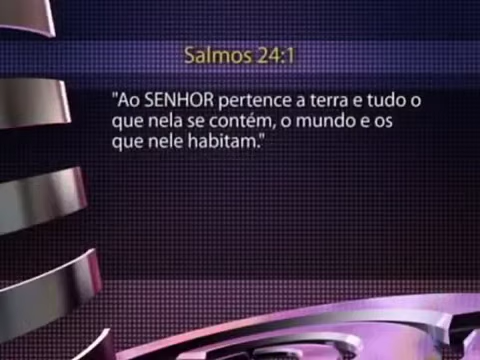 Salmos 24:1
"Ao SENHOR pertence a terra e tudo o
que nela se contém, o mundo e os
que nele habitam."